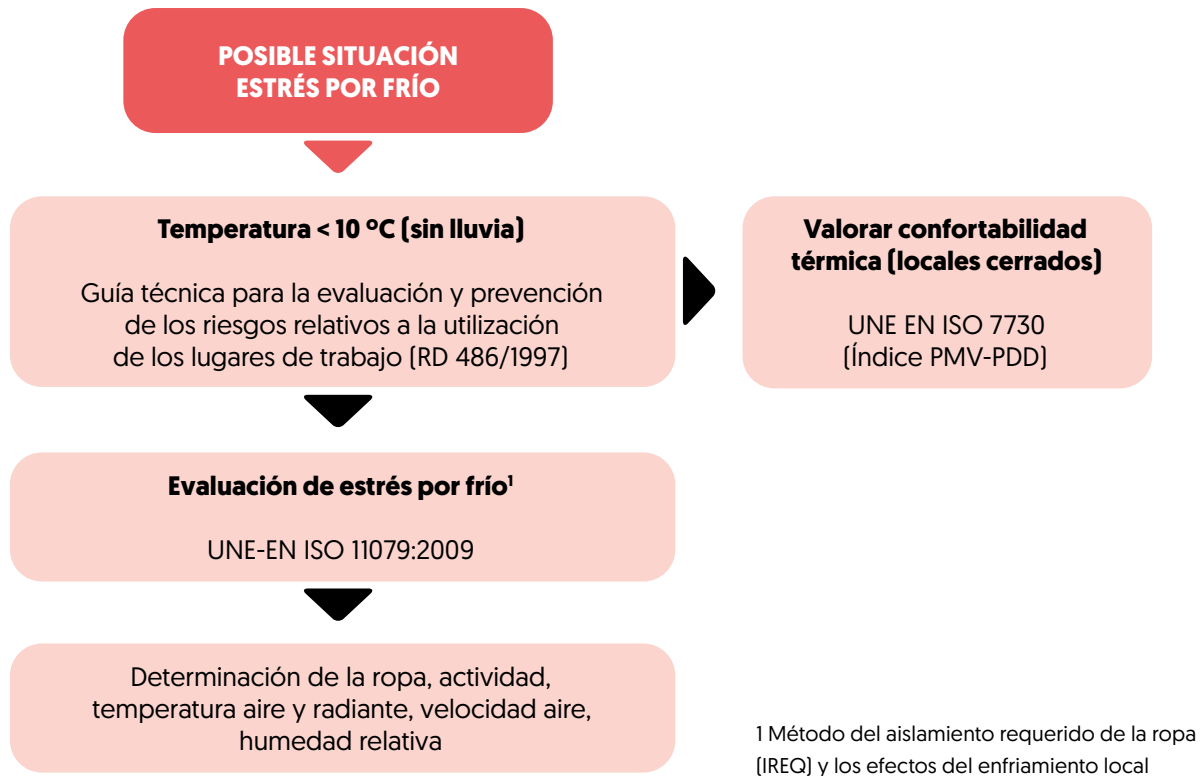 POSIBLE SITUACIÓN
ESTRÉS POR FRÍO
Temperatura < 10 ºC (sin lluvia)
Guía técnica para la evaluación y prevención
de los riesgos relativos a la utilización
de los lugares de trabajo (RD 486/1997)
Valorar confortabilidad
térmica (locales cerrados)
UNE EN ISO 7730
(Índice PMV-PDD)
Evaluación de estrés por frío¹
UNE-EN ISO 11079:2009
Determinación de la ropa, actividad,
temperatura aire y radiante, velocidad aire,
humedad relativa
1 Método del aislamiento requerido de la ropa
(IREQ) y los efectos del enfriamiento local